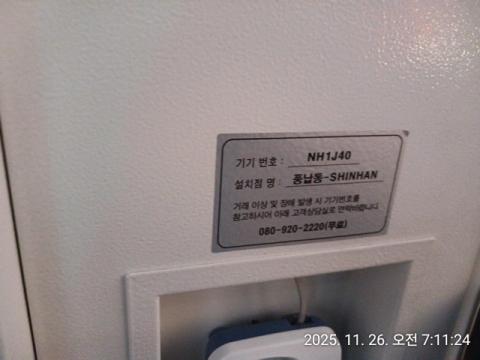 기기 번호 : NH1J40
설치점 명 : 풍납동-SHINHAN
거래 이상 및 장애 발생 시 기기번호를
참고하시어 아래 고객상담실로 연락바랍니다.
080-920-2220(무료)
2025. 11. 26. 오전 7:11:24